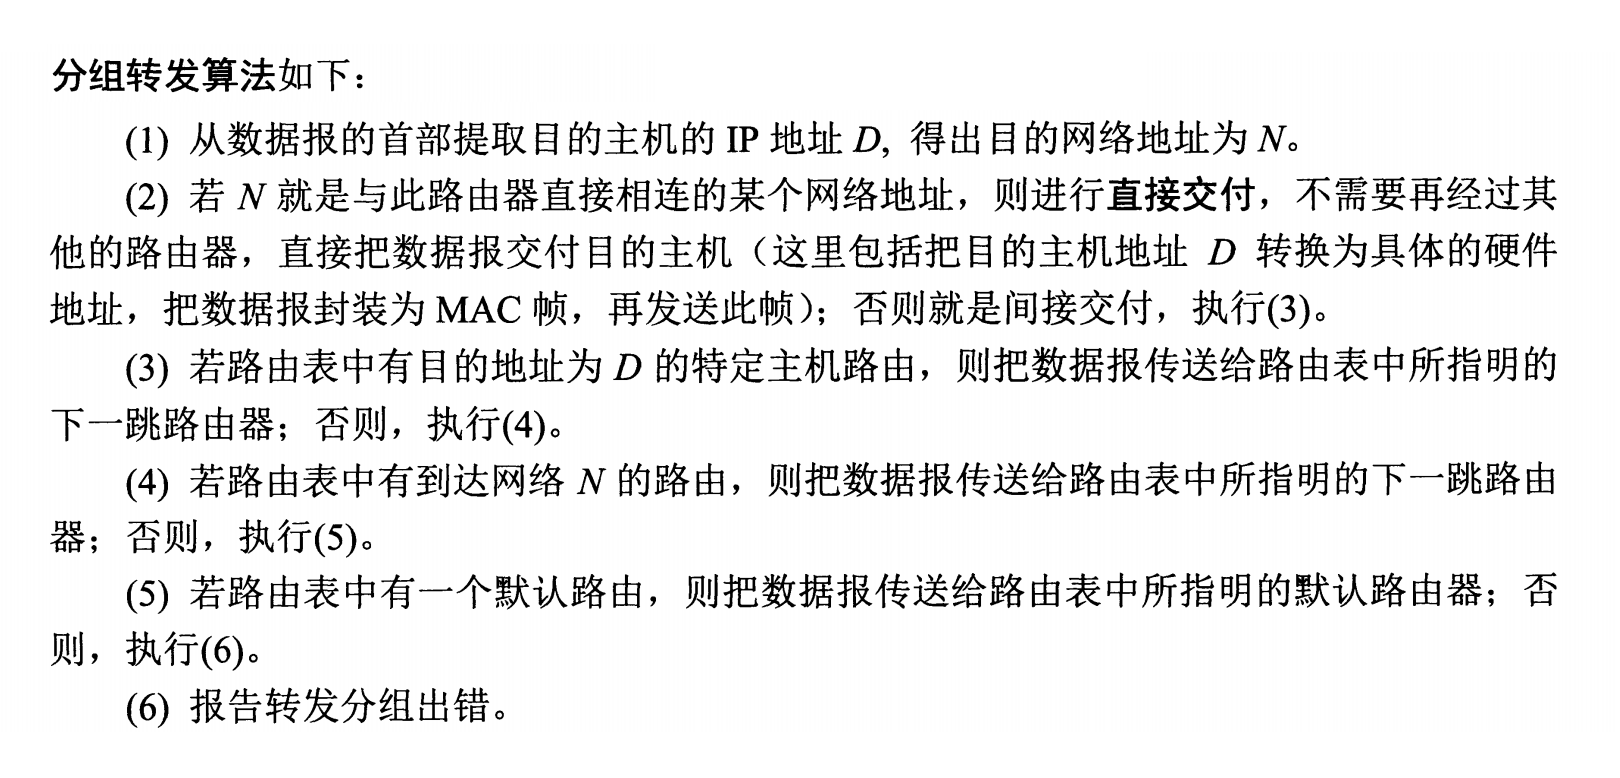 分组转发算法如下：
(1) 从数据报的首部提取目的主机的 IP 地址 D, 得出目的网络地址为 N。
(2) 若 N 就是与此路由器直接相连的某个网络地址，则进行直接交付，不需要再经过其
他的路由器，直接把数据报交付目的主机（这里包括把目的主机地址 D 转换为具体的硬件
地址，把数据报封装为 MAC 帧，再发送此帧）；否则就是间接交付，执行(3)。
(3) 若路由表中有目的地址为 D 的特定主机路由，则把数据报传送给路由表中所指明的
下一跳路由器；否则，执行(4)。
(4) 若路由表中有到达网络 N 的路由，则把数据报传送给路由表中所指明的下一跳路由
器；否则，执行(5)。
(5) 若路由表中有一个默认路由，则把数据报传送给路由表中所指明的默认路由器；否
则，执行(6)。
(6) 报告转发分组出错。